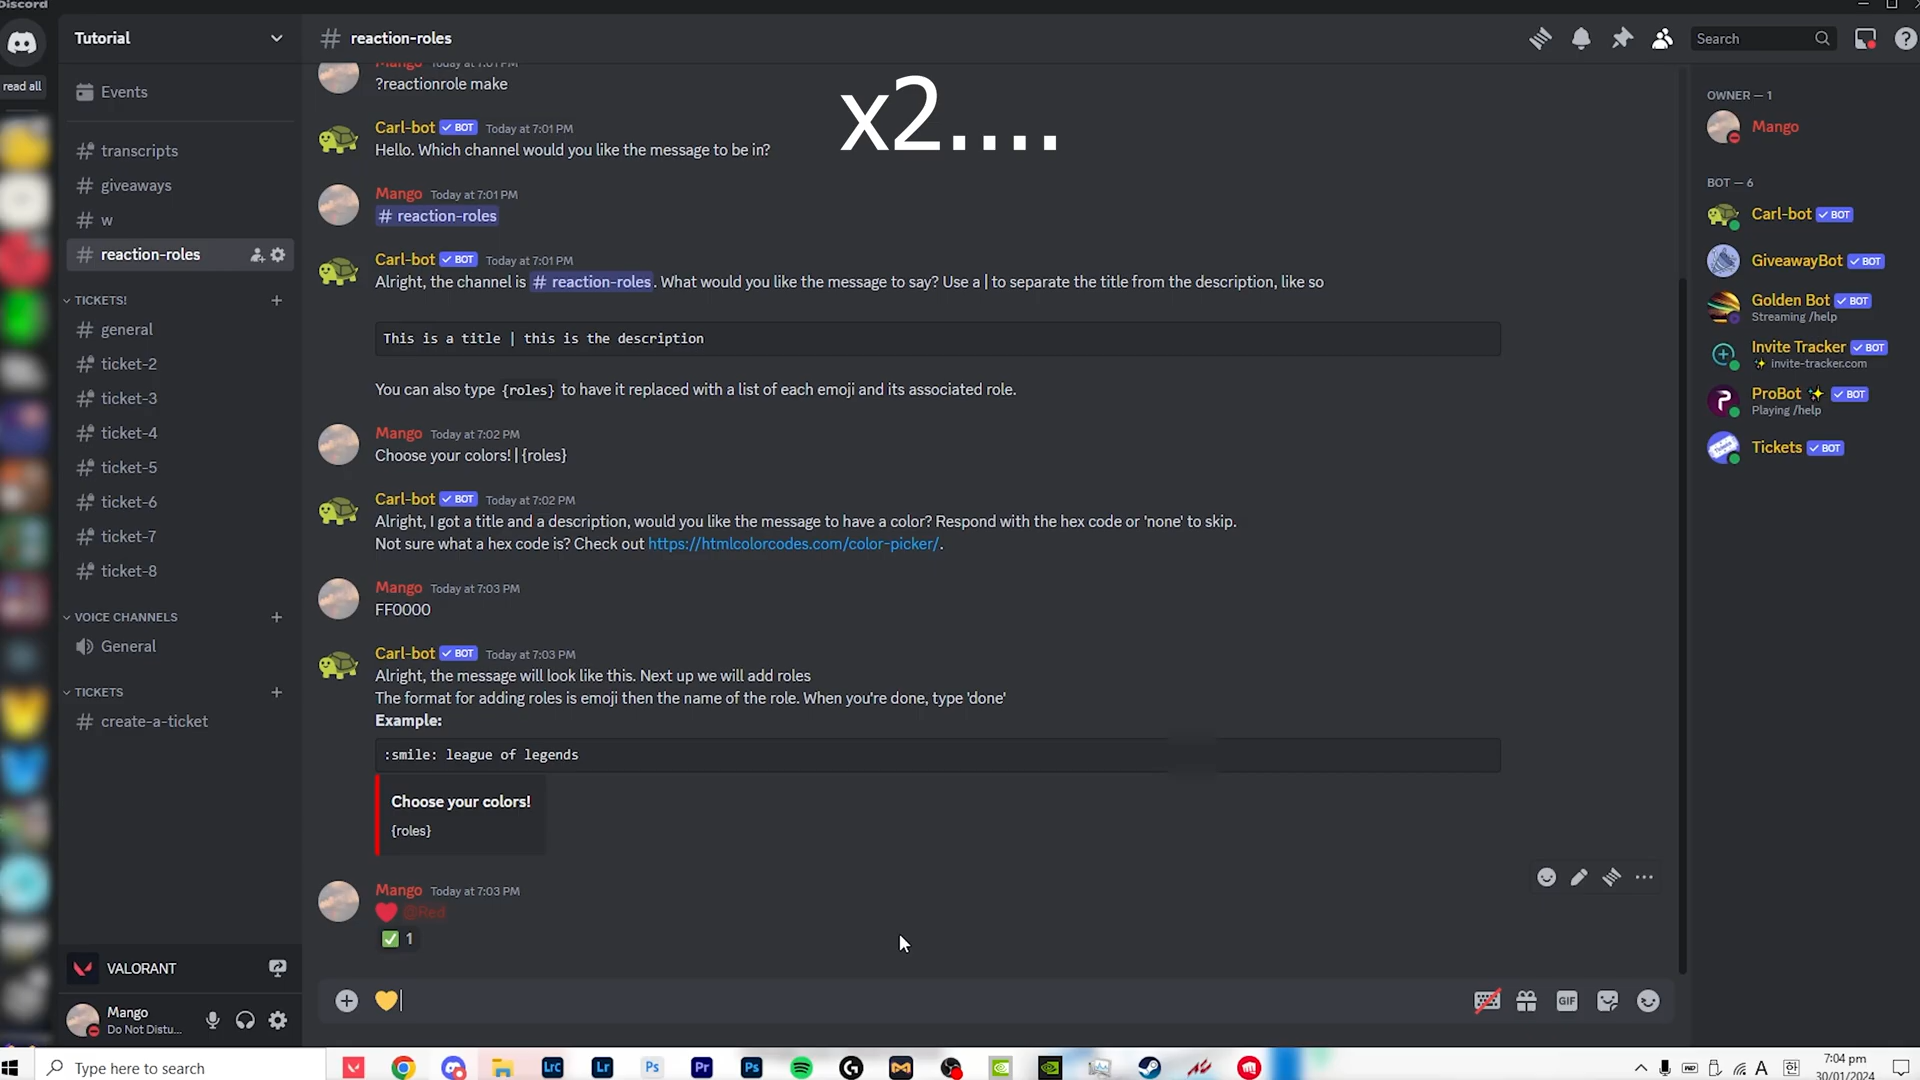 Discord
read all
Tutorial
Events
transcripts
giveaways
w
reaction-roles
TICKETS!
general
ticket-2
ticket-3
ticket-4
ticket-5
ticket-6
ticket-7
ticket-8
VOICE CHANNELS
General
TICKETS
create-a-ticket
VALORANT
Mango
Do Not Distu...
# reaction-roles
Search
x2....
Mango Today at 7:01 PM
?reactionrole make
Carl-bot BOT Today at 7:01 PM
Hello. Which channel would you like the message to be in?
Mango Today at 7:01 PM
# reaction-roles
Carl-bot BOT Today at 7:01 PM
Alright, the channel is # reaction-roles. What would you like the message to say? Use a | to separate the title from the description, like so
This is a title | this is the description
You can also type {roles} to have it replaced with a list of each emoji and its associated role.
Mango Today at 7:02 PM
Choose your colors! | {roles}
Carl-bot BOT Today at 7:02 PM
Alright, I got a title and a description, would you like the message to have a color? Respond with the hex code or 'none' to skip.
Not sure what a hex code is? Check out https://htmlcolorcodes.com/color-picker/.
Mango Today at 7:03 PM
FF0000
Carl-bot BOT Today at 7:03 PM
Alright, the message will look like this. Next up we will add roles
The format for adding roles is emoji then the name of the role. When you're done, type 'done'
Example:
:smile: league of legends
Choose your colors!
{roles}
Mango Today at 7:03 PM
@Red
1
GIF
OWNER — 1
Mango
BOT — 6
Carl-bot BOT
GiveawayBot BOT
Golden Bot BOT
Streaming /help
Invite Tracker BOT
invite-tracker.com
ProBot BOT
Playing /help
Tickets BOT
Type here to search
LrC
Lr
Ps
Pr
Ps
A
7:04 pm
30/01/2024